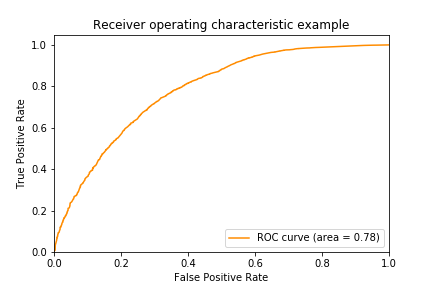 Receiver operating characteristic example
True Positive Rate
1.0
0.8
0.6
0.4
0.2
0.0
ROC curve (area = 0.78)
0.0 0.2 0.4 0.6 0.8 1.0
False Positive Rate